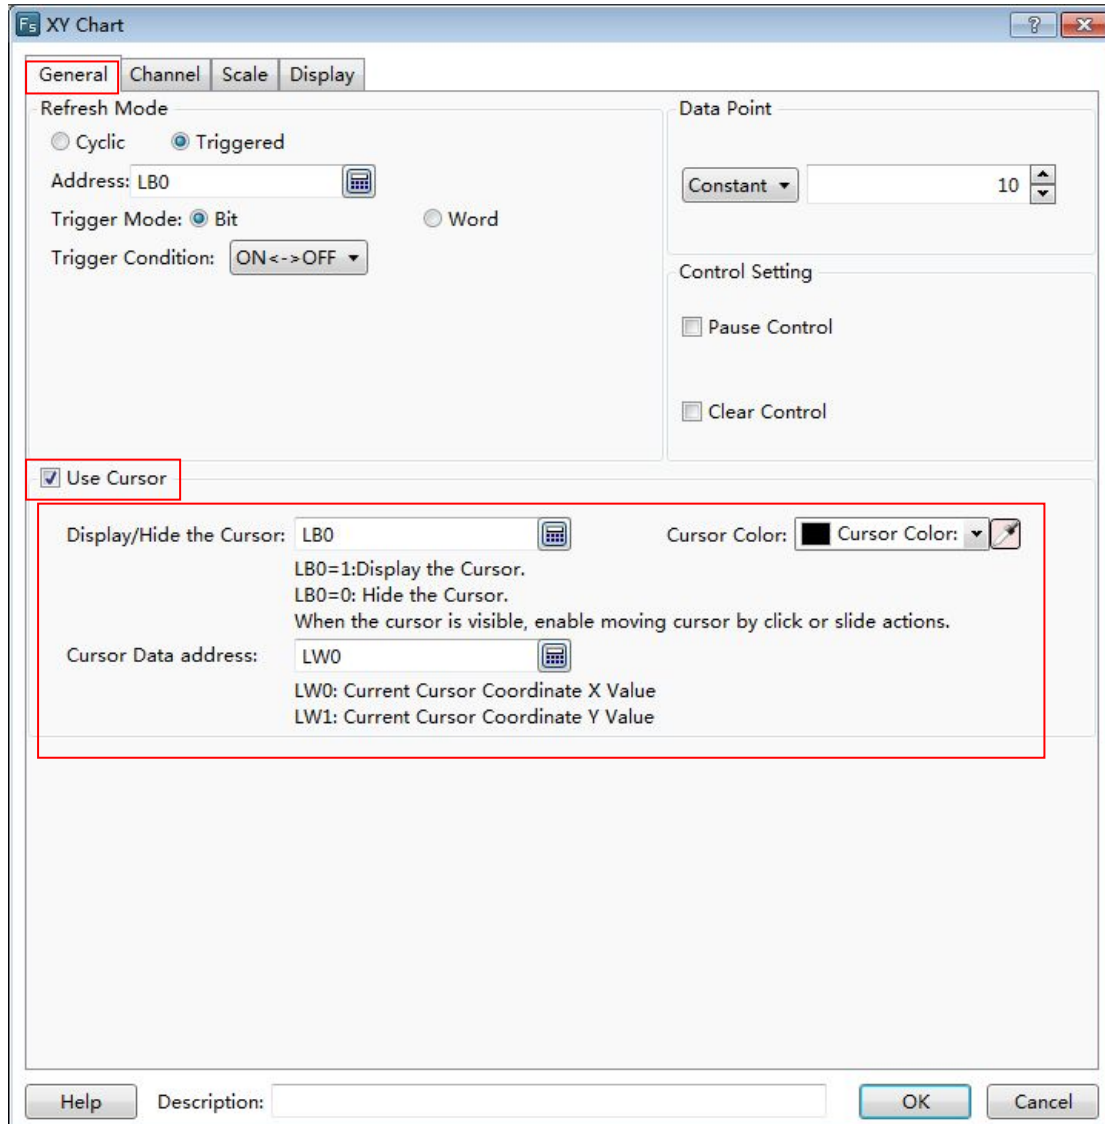 Fs XY Chart
General Channel Scale Display
Refresh Mode
Cyclic Triggered
Address: LB0
Trigger Mode: Bit Word
Trigger Condition: ON<->OFF
Data Point
Constant 10
Control Setting
Pause Control
Clear Control
Use Cursor
Display/Hide the Cursor: LB0 Cursor Color: Cursor Color:
LB0=1:Display the Cursor.
LB0=0: Hide the Cursor.
When the cursor is visible, enable moving cursor by click or slide actions.
Cursor Data address: LW0
LW0: Current Cursor Coordinate X Value
LW1: Current Cursor Coordinate Y Value
Help Description: OK Cancel